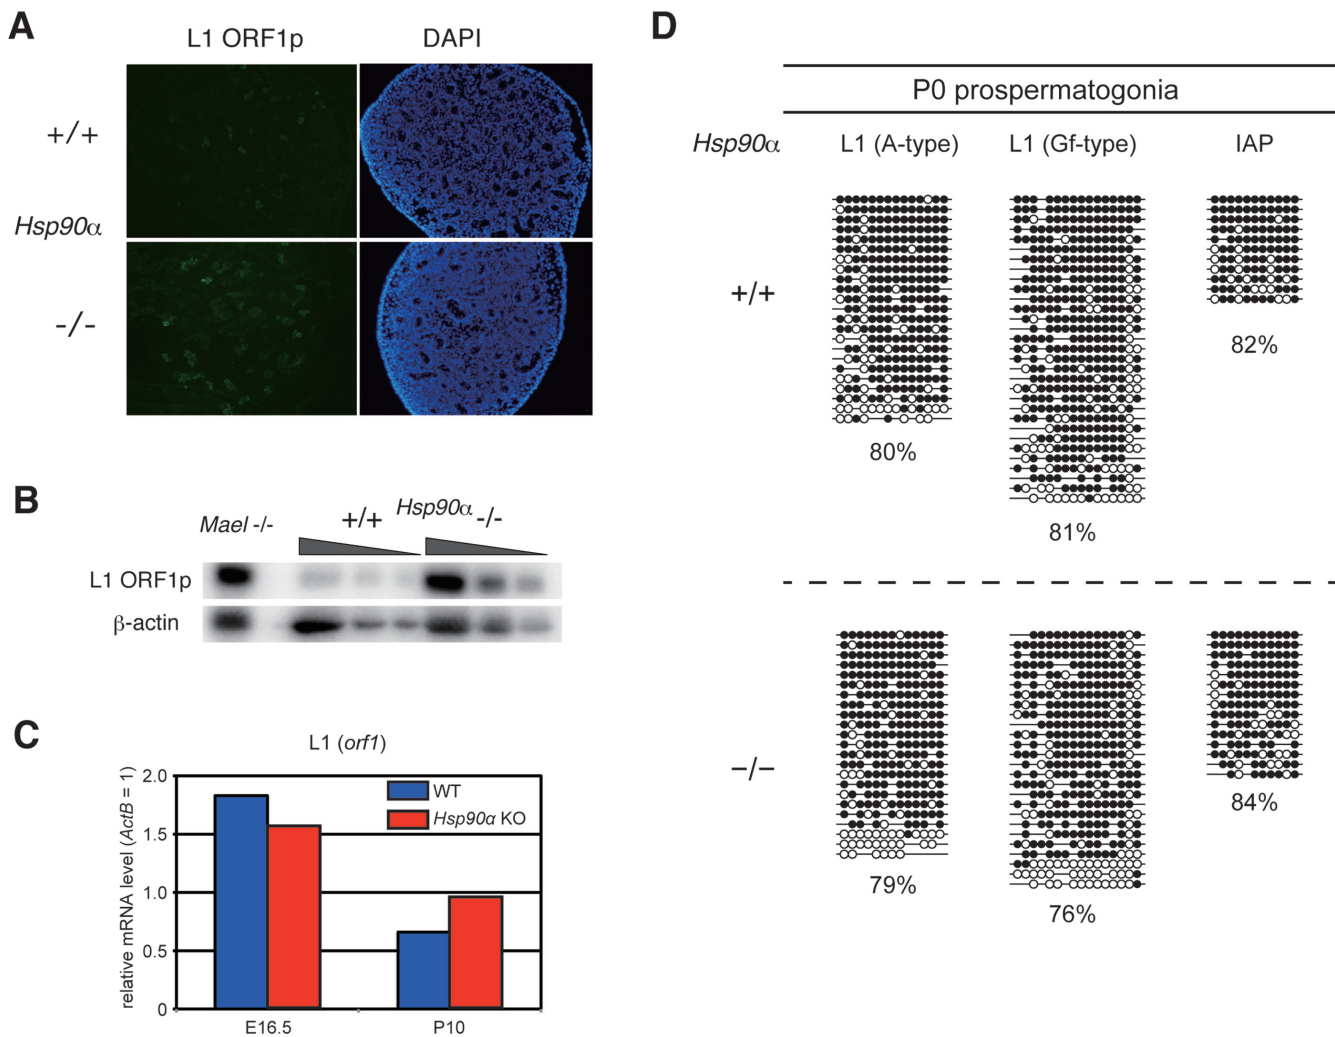 A
L1 ORF1p DAPI
+/+
Hsp90α
-/-
B
Mael -/- +/+ Hsp90α -/-
L1 ORF1p
β-actin
C
L1 (orf1)
relative mRNA level (ActB = 1)
2.0
1.5
1.0
0.5
0
WT
Hsp90α KO
E16.5 P10
D
P0 prospermatogonia
Hsp90α L1 (A-type) L1 (Gf-type) IAP
+/+
82%
80%
81%
−/−
84%
79%
76%